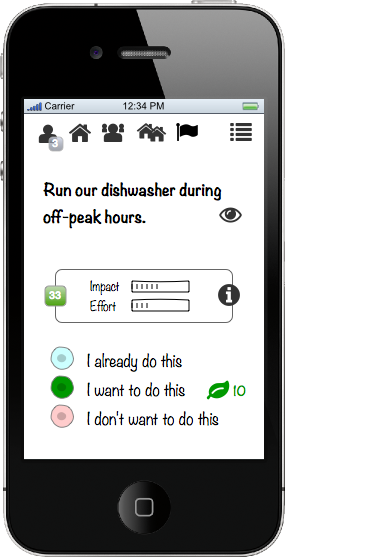 Carrier 12:34 PM
3
Run our dishwasher during
off-peak hours.
33 Impact
Effort
I already do this
I want to do this 10
I don't want to do this